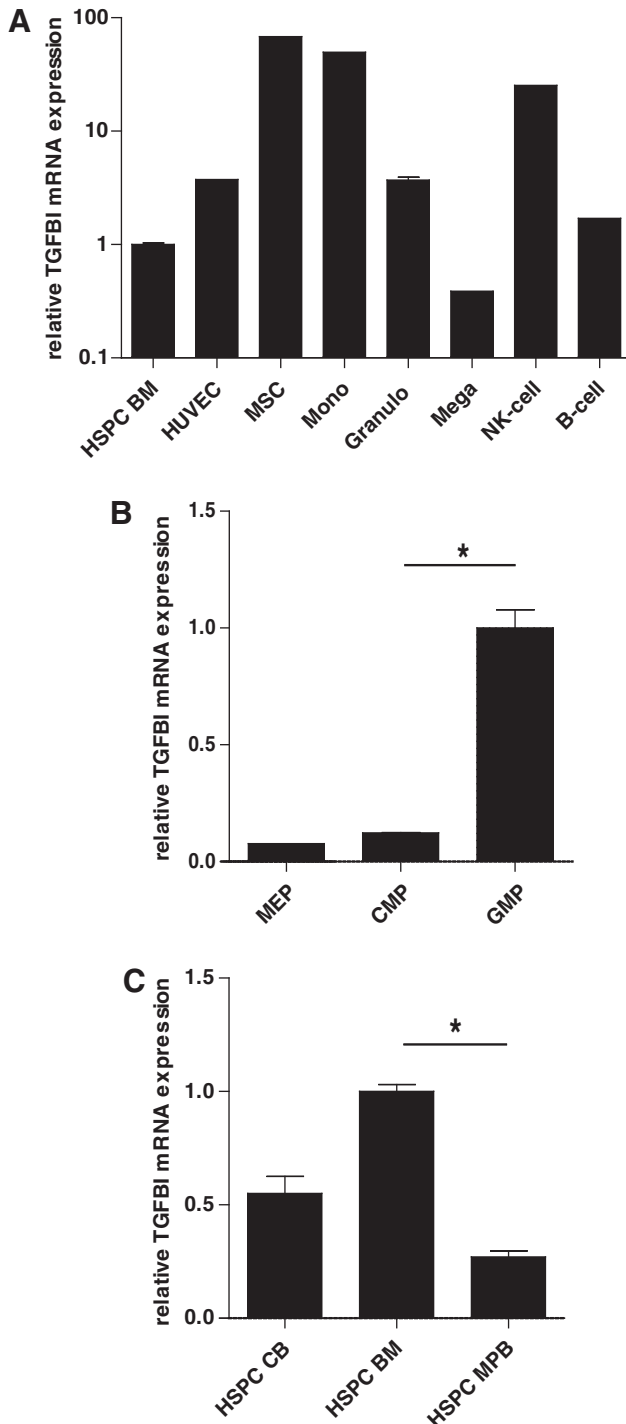 A
relative TGFBI mRNA expression
100
10
1
0.1
HSPC BM
HUVEC
MSC
Mono
Granulo
Mega
NK-cell
B-cell
B
relative TGFBI mRNA expression
1.5
1.0
0.5
0.0
*
MEP
CMP
GMP
C
relative TGFBI mRNA expression
1.5
1.0
0.5
0.0
*
HSPC CB
HSPC BM
HSPC MPB